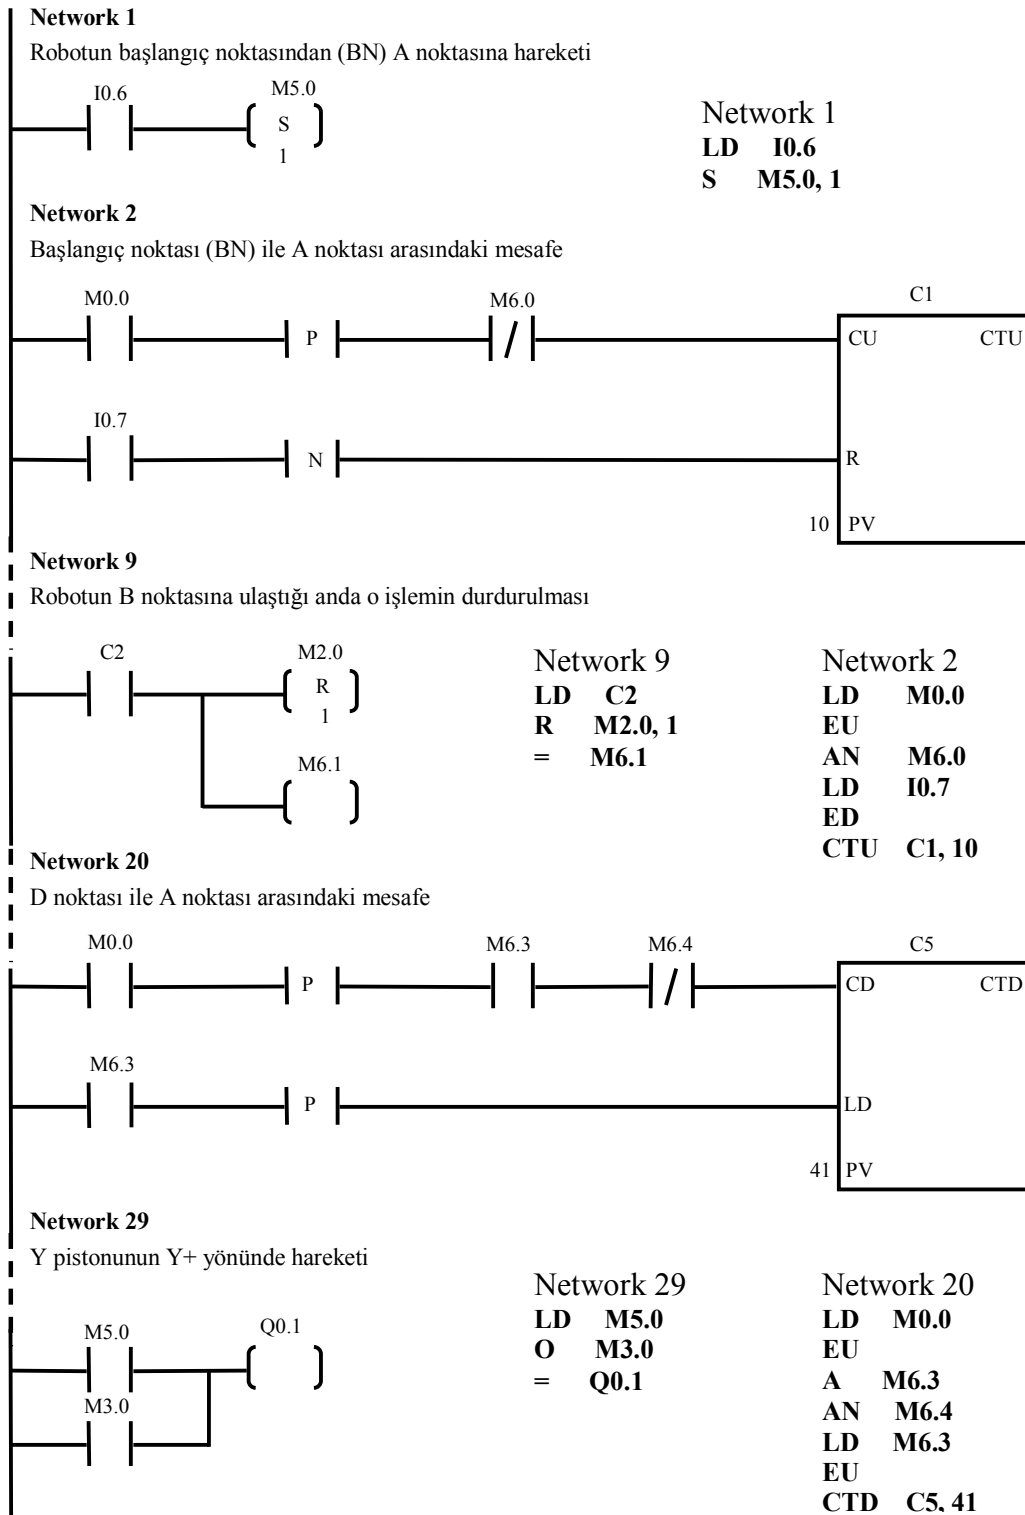 Network 1
Robotun başlangıç noktasından (BN) A noktasına hareketi
I0.6
M5.0
S
1
Network 1
LD I0.6
S M5.0, 1
Network 2
Başlangıç noktası (BN) ile A noktası arasındaki mesafe
M0.0
P
M6.0
C1
CU CTU
I0.7
N
R
10 PV
Network 9
Robotun B noktasına ulaştığı anda o işlemin durdurulması
C2
M2.0
R
1
M6.1
Network 9
LD C2
R M2.0, 1
= M6.1
Network 2
LD M0.0
EU
AN M6.0
LD I0.7
ED
CTU C1, 10
Network 20
D noktası ile A noktası arasındaki mesafe
M0.0
P
M6.3
M6.4
C5
CD CTD
M6.3
P
LD
41 PV
Network 29
Y pistonunun Y+ yönünde hareketi
M5.0
Q0.1
M3.0
Network 29
LD M5.0
O M3.0
= Q0.1
Network 20
LD M0.0
EU
A M6.3
AN M6.4
LD M6.3
EU
CTD C5, 41